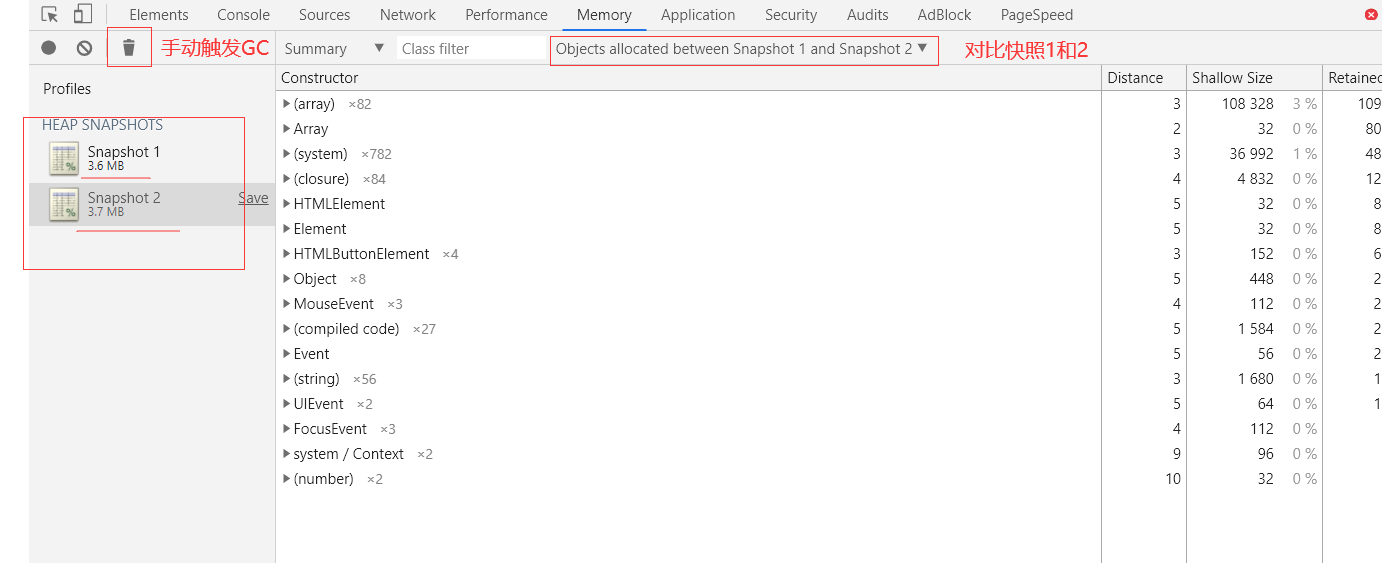 Elements Console Sources Network Performance Memory Application Security Audits AdBlock PageSpeed
手动触发GC Summary Class filter Objects allocated between Snapshot 1 and Snapshot 2 对比快照1和2
Profiles
HEAP SNAPSHOTS
Snapshot 1
3.6 MB
Snapshot 2 Save
3.7 MB
Constructor Distance Shallow Size Retained
(array) ×82 3 108 328 3 % 109
Array 2 32 0 % 80
(system) ×782 3 36 992 1 % 48
(closure) ×84 4 4 832 0 % 12
HTMLElement 5 32 0 % 8
Element 5 32 0 % 8
HTMLButtonElement ×4 3 152 0 % 6
Object ×8 5 448 0 % 2
MouseEvent ×3 4 112 0 % 2
(compiled code) ×27 5 1 584 0 % 2
Event 5 56 0 % 2
(string) ×56 3 1 680 0 % 1
UIEvent ×2 5 64 0 % 1
FocusEvent ×3 4 112 0 %
system / Context ×2 9 96 0 %
(number) ×2 10 32 0 %